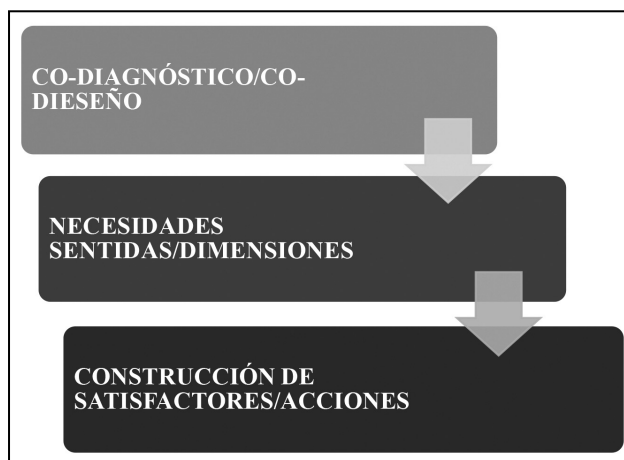 CO-DIAGNÓSTICO/CO-
DIESEÑO
NECESIDADES
SENTIDAS/DIMENSIONES
CONSTRUCCIÓN DE
SATISFACTORES/ACCIONES